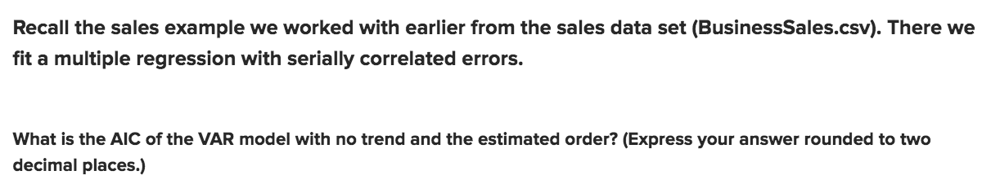 Recall the sales example we worked with earlier from the sales data set (BusinessSales.csv). There we
fit a multiple regression with serially correlated errors.
What is the AIC of the VAR model with no trend and the estimated order? (Express your answer rounded to two
decimal places.)